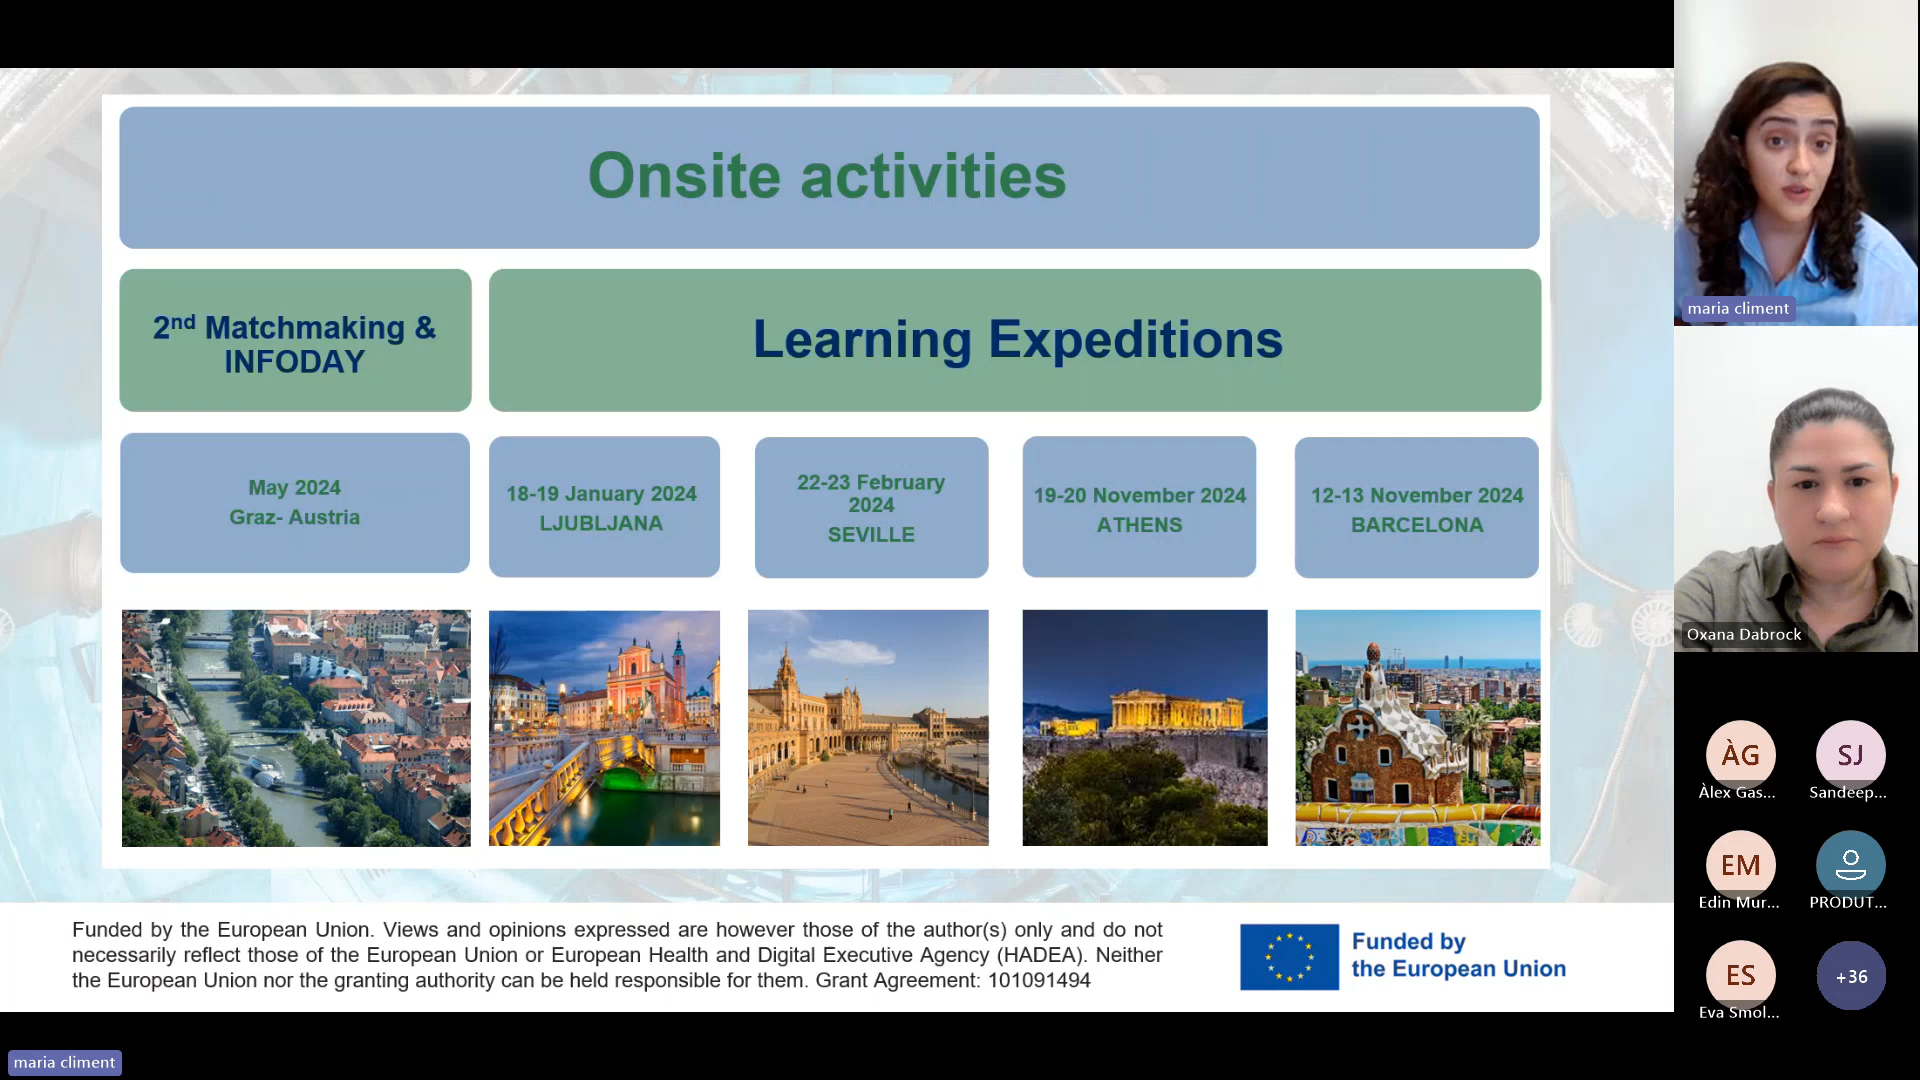 Onsite activities
2nd Matchmaking &
INFODAY
Learning Expeditions
May 2024
Graz- Austria
18-19 January 2024
LJUBLJANA
22-23 February
2024
SEVILLE
19-20 November 2024
ATHENS
12-13 November 2024
BARCELONA
Funded by the European Union. Views and opinions expressed are however those of the author(s) only and do not
necessarily reflect those of the European Union or European Health and Digital Executive Agency (HADEA). Neither
the European Union nor the granting authority can be held responsible for them. Grant Agreement: 101091494
Funded by
the European Union
maria climent
Oxana Dabrock
ÀG
Àlex Gas...
SJ
Sandeep...
EM
Edin Mur...
PRODUT...
ES
Eva Smol...
+36
maria climent